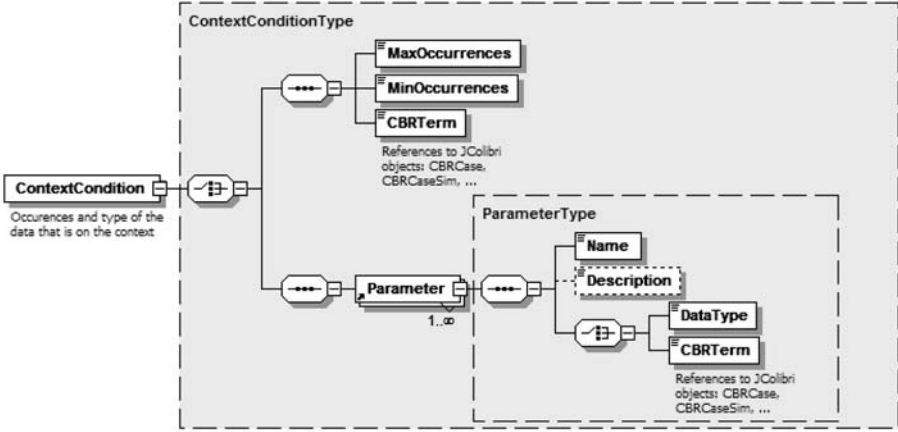 ContextConditionType
MaxOccurrences
MinOccurrences
CBRTerm
References to JColibri
objects: CBRCase,
CBRCaseSim, ...
ContextCondition
Occurences and type of the
data that is on the context
ParameterType
Name
Parameter
Description
1..∞
DataType
CBRTerm
References to JColibri
objects: CBRCase,
CBRCaseSim, ...